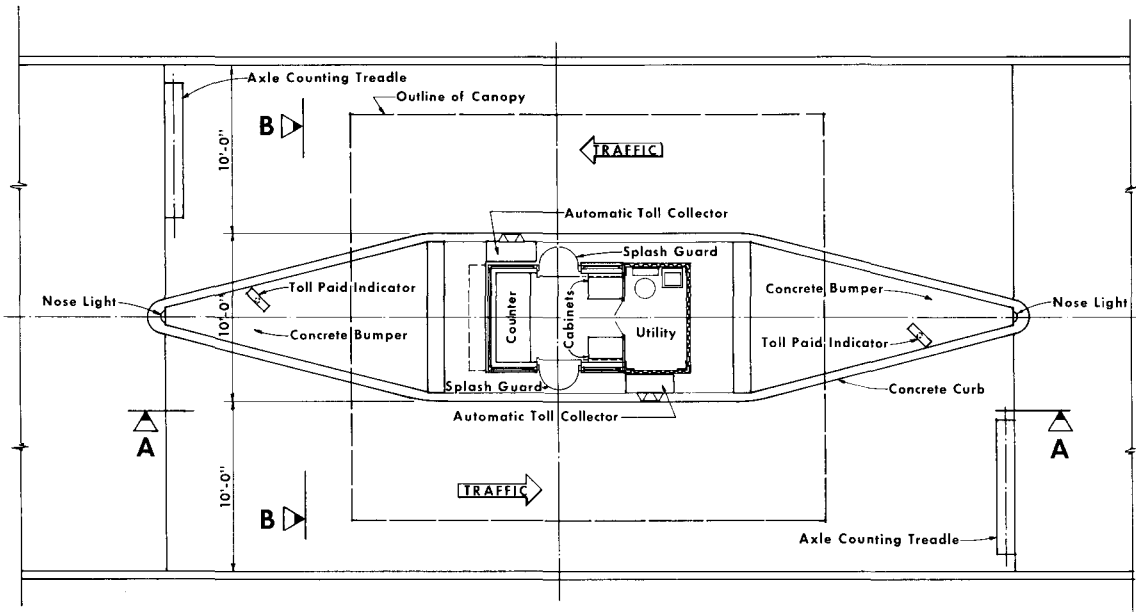 Axle Counting Treadle
Outline of Canopy
B
10'-0"
TRAFFIC
Automatic Toll Collector
Splash Guard
Toll Paid Indicator
Concrete Bumper
Nose Light
10'-0"
Counter
Cabinets
Utility
Nose Light
Concrete Bumper
Toll Paid Indicator
Splash Guard
Concrete Curb
Automatic Toll Collector
A
A
10'-0"
TRAFFIC
B
Axle Counting Treadle